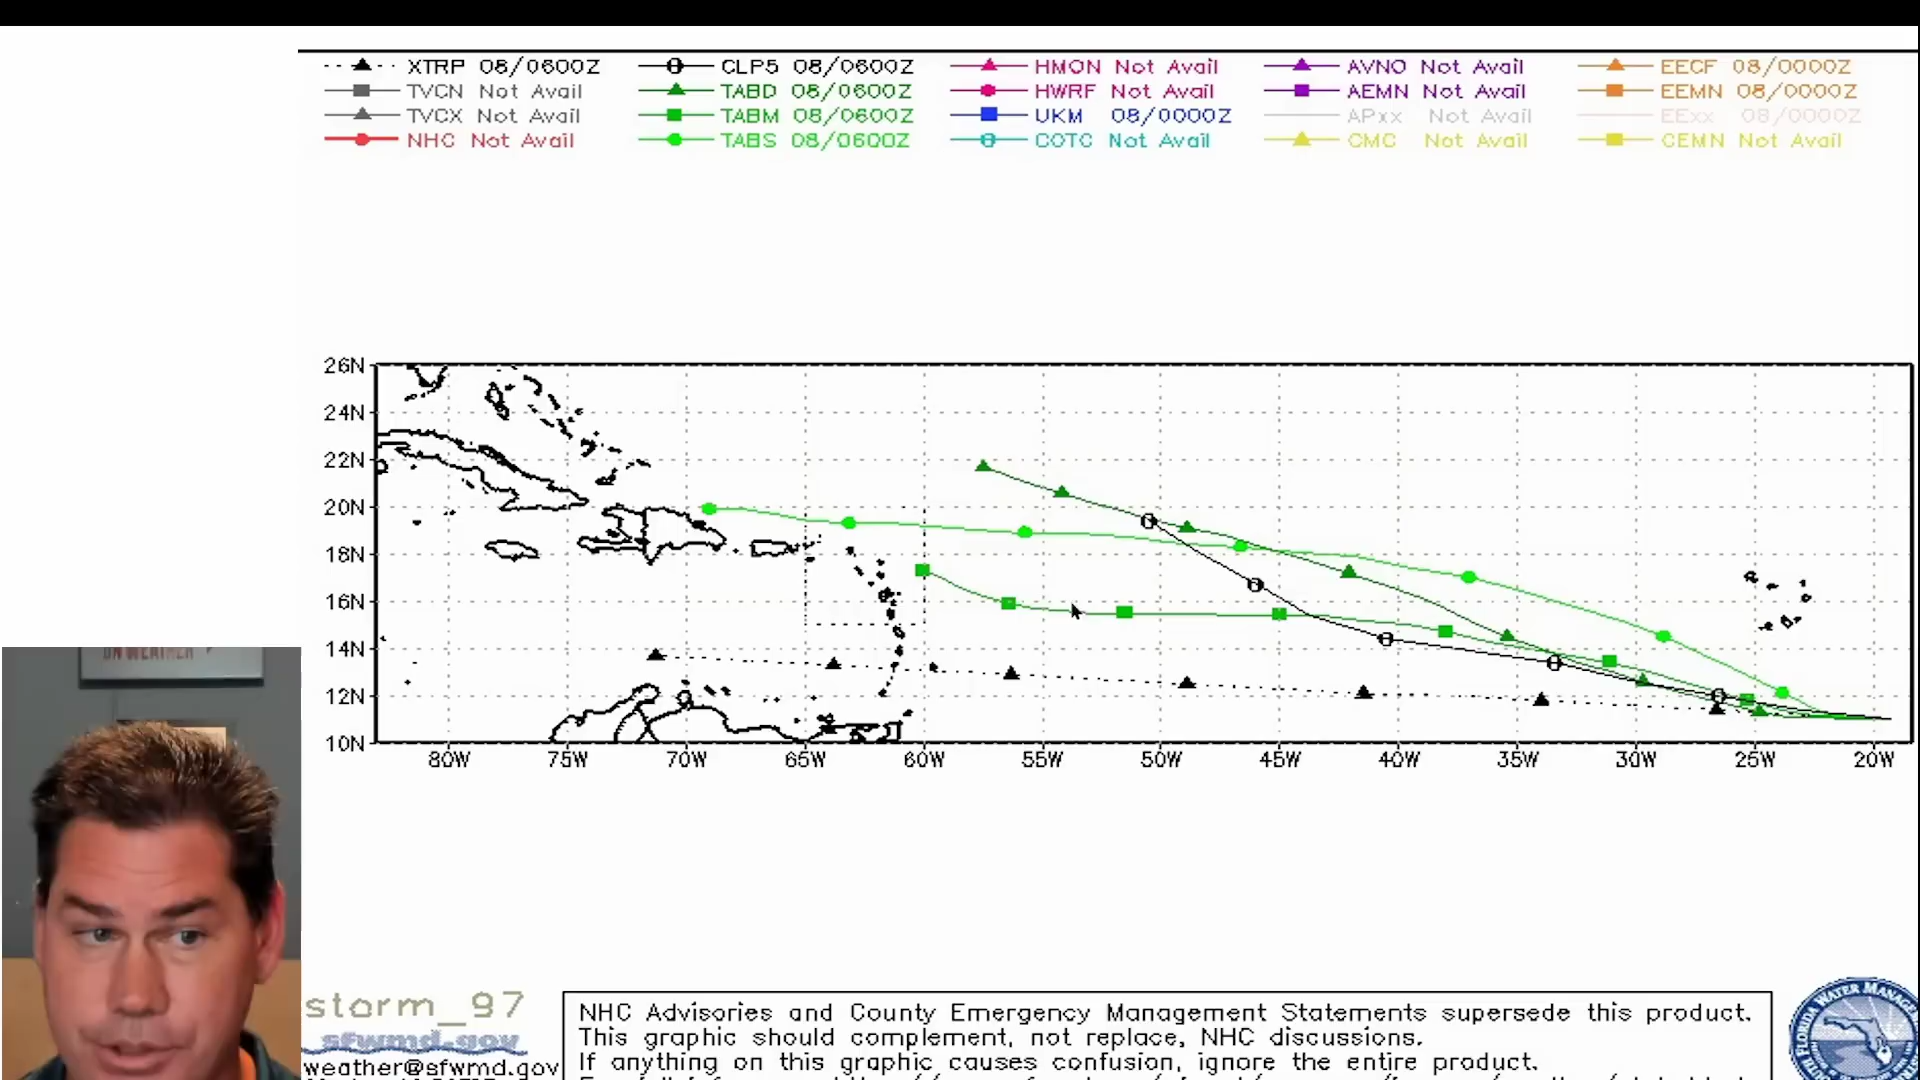 XTRP 08/0600Z CLP5 08/0600Z HMON Not Avail AVNO Not Avail EECF 08/0000Z
TVCN Not Avail TABD 08/0600Z HWRF Not Avail AEMN Not Avail EEMN 08/0000Z
TVCX Not Avail TABM 08/0600Z UKM 08/0000Z APxx Not Avail EExx 08/0000Z
NHC Not Avail TABS 08/0600Z COTC Not Avail CMC Not Avail CEMN Not Avail
26N
24N
22N
20N
18N
16N
14N
12N
10N
80W 75W 70W 65W 60W 55W 50W 45W 40W 35W 30W 25W 20W
ON WEATHER
storm_97
sfwmd.gov
weather@sfwmd.gov
NHC Advisories and County Emergency Management Statements supersede this product.
This graphic should complement, not replace, NHC discussions.
If anything on this graphic causes confusion, ignore the entire product.
FLORIDA WATER MANAG